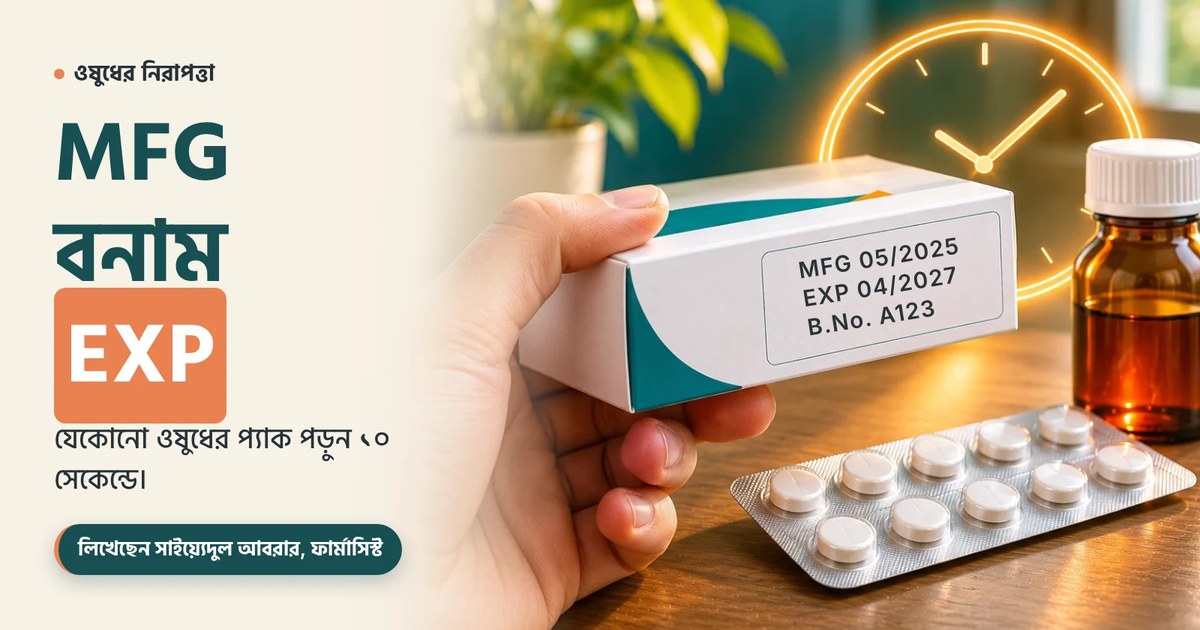 ওষুধের নিরাপত্তা
MFG
বনাম
EXP
যেকোনো ওষুধের প্যাক পড়ুন ১০
সেকেন্ডে।
লিখেছেন সাইয়্যেদুল আবরার, ফার্মাসিস্ট
MFG 05/2025
EXP 04/2027
B.No. A123